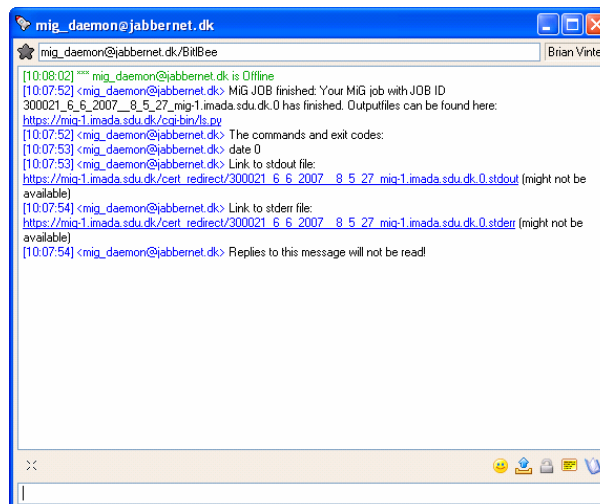 mig_daemon@jabbernet.dk
mig_daemon@jabbernet.dk/BitlBee
Brian Vinte
[10:08:02] *** mig_daemon@jabbernet.dk is Offline
[10:07:52] <mig_daemon@jabbernet.dk> MiG JOB finished: Your MiG job with JOB ID
300021_6_6_2007__8_5_27_mig-1.imada.sdu.dk.0 has finished. Outputfiles can be found here:
https://mig-1.imada.sdu.dk/cgi-bin/ls.py
[10:07:52] <mig_daemon@jabbernet.dk> The commands and exit codes:
[10:07:53] <mig_daemon@jabbernet.dk> date 0
[10:07:53] <mig_daemon@jabbernet.dk> Link to stdout file:
https://mig-1.imada.sdu.dk/cert_redirect/300021_6_6_2007__8_5_27_mig-1.imada.sdu.dk.0.stdout (might not be
available)
[10:07:54] <mig_daemon@jabbernet.dk> Link to stderr file:
https://mig-1.imada.sdu.dk/cert_redirect/300021_6_6_2007__8_5_27_mig-1.imada.sdu.dk.0.stderr (might not be
available)
[10:07:54] <mig_daemon@jabbernet.dk> Replies to this message will not be read!